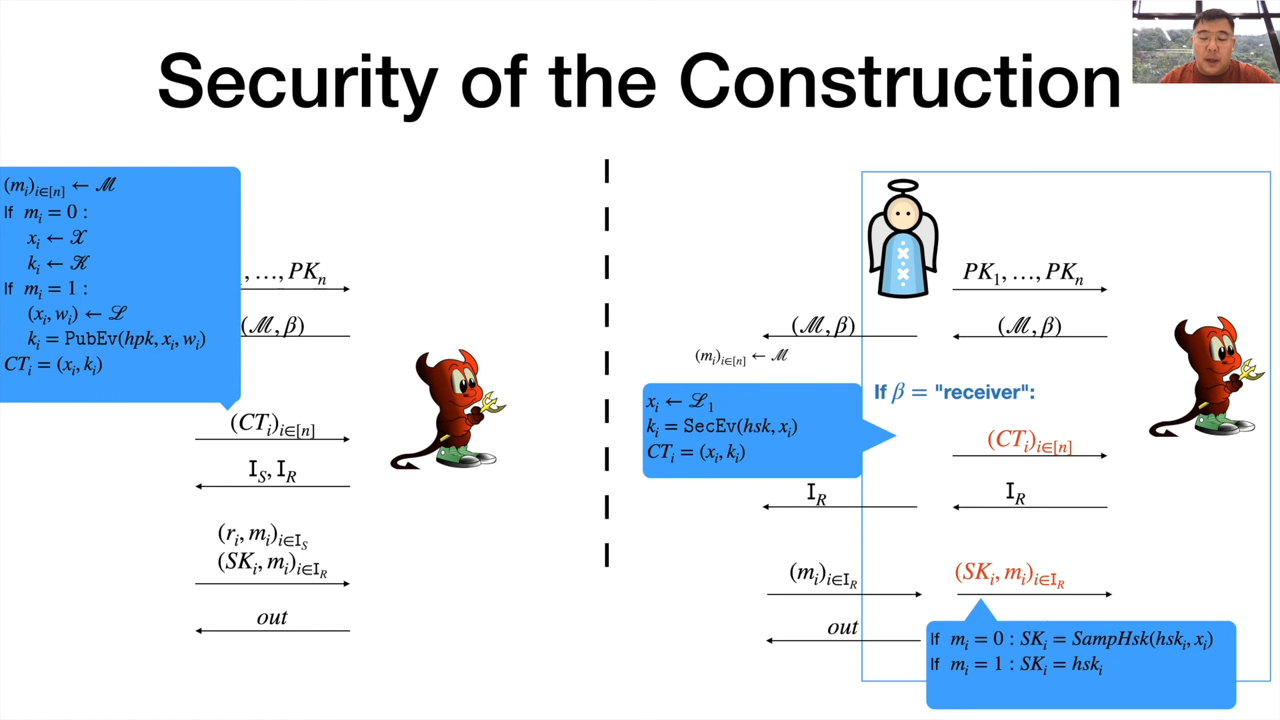 Security of the Construction
(m_i)_{i∈[n]} ← ℳ
If m_i = 0 :
x_i ← 𝒳
k_i ← 𝒦
If m_i = 1 :
(x_i, w_i) ← ℒ
k_i = PubEv(hpk, x_i, w_i)
CT_i = (x_i, k_i)
, …, PK_n
(ℳ, β)
(CT_i)_{i∈[n]}
I_S, I_R
(r_i, m_i)_{i∈I_S}
(SK_i, m_i)_{i∈I_R}
out
PK_1, …, PK_n
(ℳ, β)
(ℳ, β)
(m_i)_{i∈[n]} ← ℳ
If β = "receiver":
x_i ← ℒ_1
k_i = SecEv(hsk, x_i)
CT_i = (x_i, k_i)
(CT_i)_{i∈[n]}
I_R
I_R
(m_i)_{i∈I_R}
(SK_i, m_i)_{i∈I_R}
out
If m_i = 0 : SK_i = SampHsk(hsk_i, x_i)
If m_i = 1 : SK_i = hsk_i